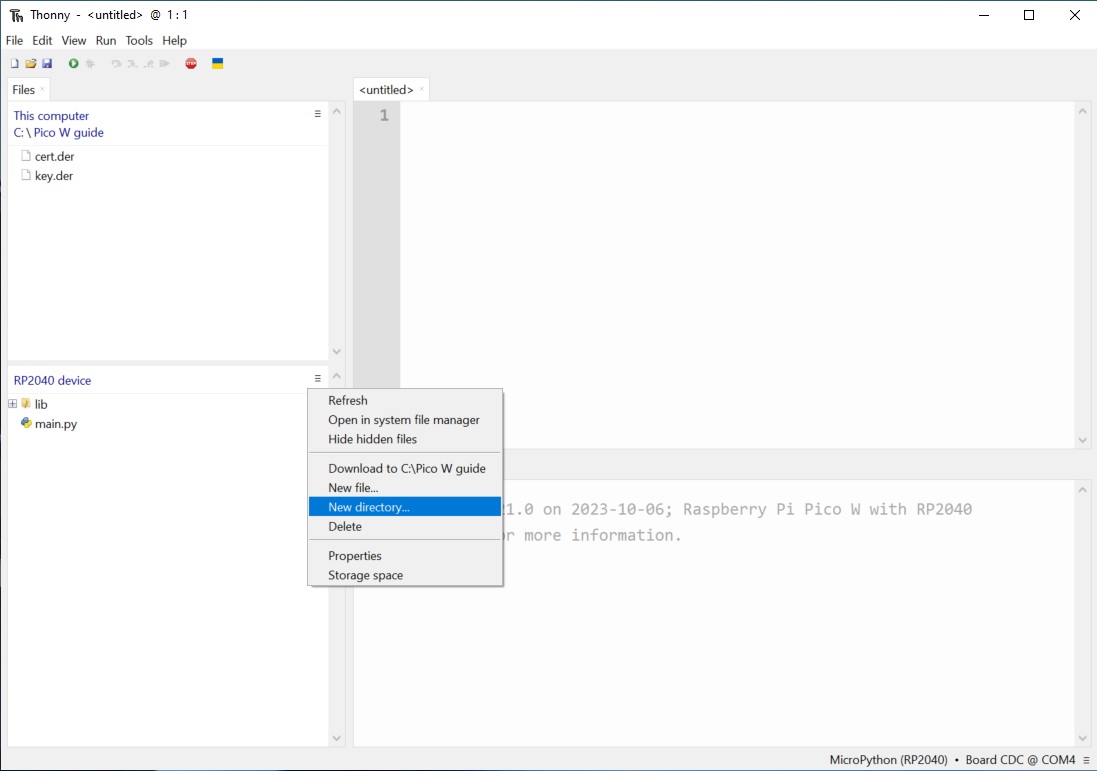 Thonny - <untitled> @ 1 : 1
File Edit View Run Tools Help
STOP
Files
<untitled>
This computer
C: \ Pico W guide
cert.der
key.der
1
RP2040 device
lib
main.py
Refresh
Open in system file manager
Hide hidden files
Download to C:\Pico W guide
New file...
New directory...
Delete
Properties
Storage space
1.0 on 2023-10-06; Raspberry Pi Pico W with RP2040
r more information.
MicroPython (RP2040) • Board CDC @ COM4